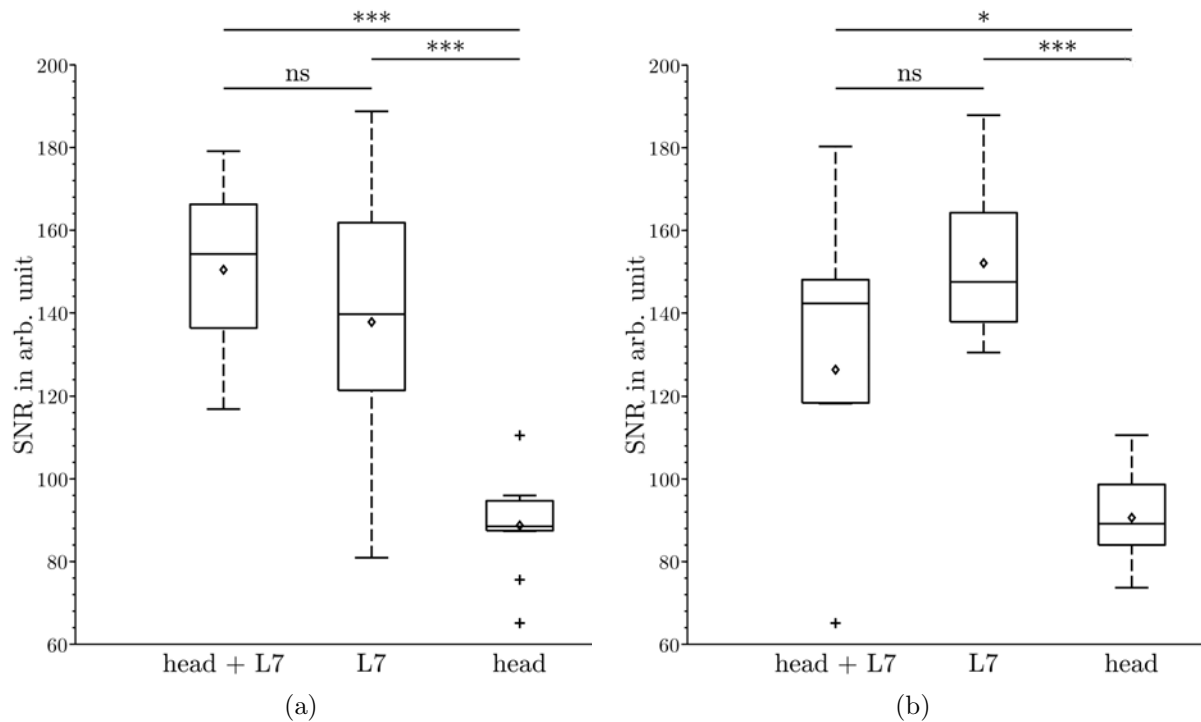 ***
***
ns
SNR in arb. unit
200
180
160
140
120
100
80
60
head + L7
L7
head
(a)
*
***
ns
SNR in arb. unit
200
180
160
140
120
100
80
60
head + L7
L7
head
(b)